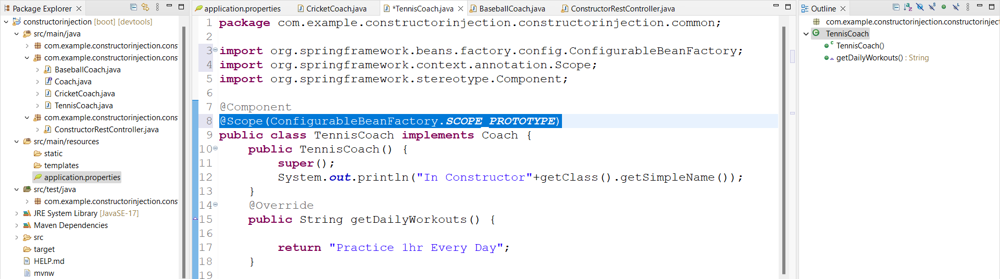 Package Explorer
constructorinjection [boot] [devtools]
src/main/java
com.example.constructorinjection.cons
com.example.constructorinjection.cons
BaseballCoach.java
Coach.java
CricketCoach.java
TennisCoach.java
com.example.constructorinjection.cons
ConstructorRestController.java
src/main/resources
static
templates
application.properties
src/test/java
com.example.constructorinjection.cons
JRE System Library [JavaSE-17]
Maven Dependencies
src
target
HELP.md
mvnw
application.properties
CricketCoach.java
*TennisCoach.java
BaseballCoach.java
ConstructorRestController.java
1 package com.example.constructorinjection.constructorinjection.common;
2
3 import org.springframework.beans.factory.config.ConfigurableBeanFactory;
4 import org.springframework.context.annotation.Scope;
5 import org.springframework.stereotype.Component;
6
7 @Component
8 @Scope(ConfigurableBeanFactory.SCOPE_PROTOTYPE)
9 public class TennisCoach implements Coach {
10 public TennisCoach() {
11 super();
12 System.out.println("In Constructor"+getClass().getSimpleName());
13 }
14 @Override
15 public String getDailyWorkouts() {
16
17 return "Practice 1hr Every Day";
18 }
19
Outline
com.example.constructorinjection.constructorinject
TennisCoach
TennisCoach()
getDailyWorkouts() : String